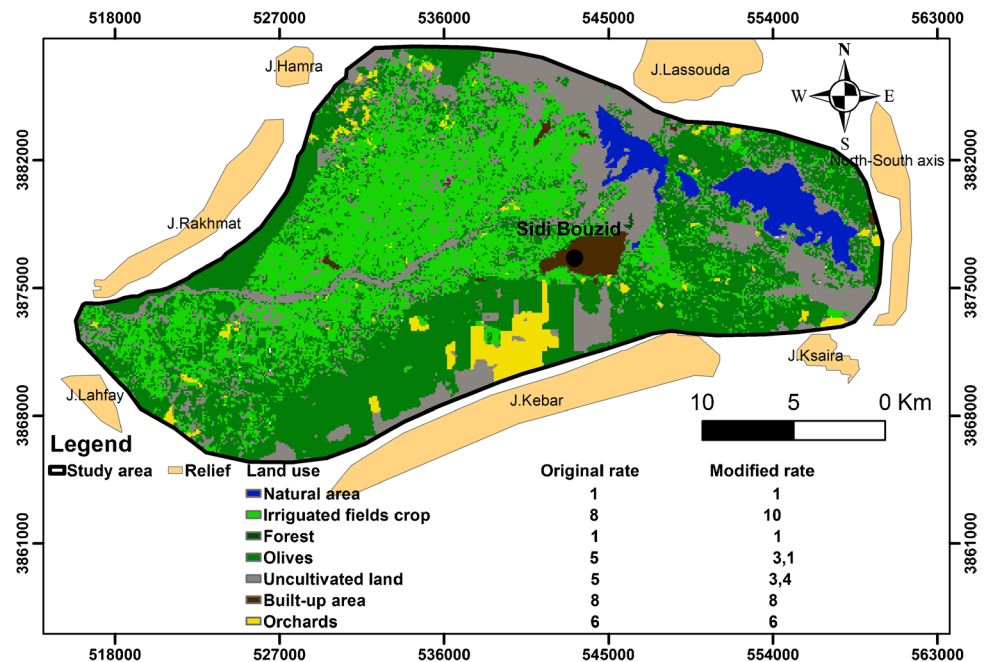 518000 527000 536000 545000 554000 563000
N
W E
S
J.Hamra
J.Lassouda
3882000
3882000
North-South axis
J.Rakhmat
Sidi Bouzid
3875000
3875000
J.Ksaira
J.Lahfay
J.Kebar
10 5 0 Km
3868000
3868000
Legend
Study area Relief Land use Original rate Modified rate
Natural area 1 1
Irriguated fields crop 8 10
Forest 1 1
Olives 5 3,1
Uncultivated land 5 3,4
Built-up area 8 8
Orchards 6 6
3861000
3861000
518000 527000 536000 545000 554000 563000